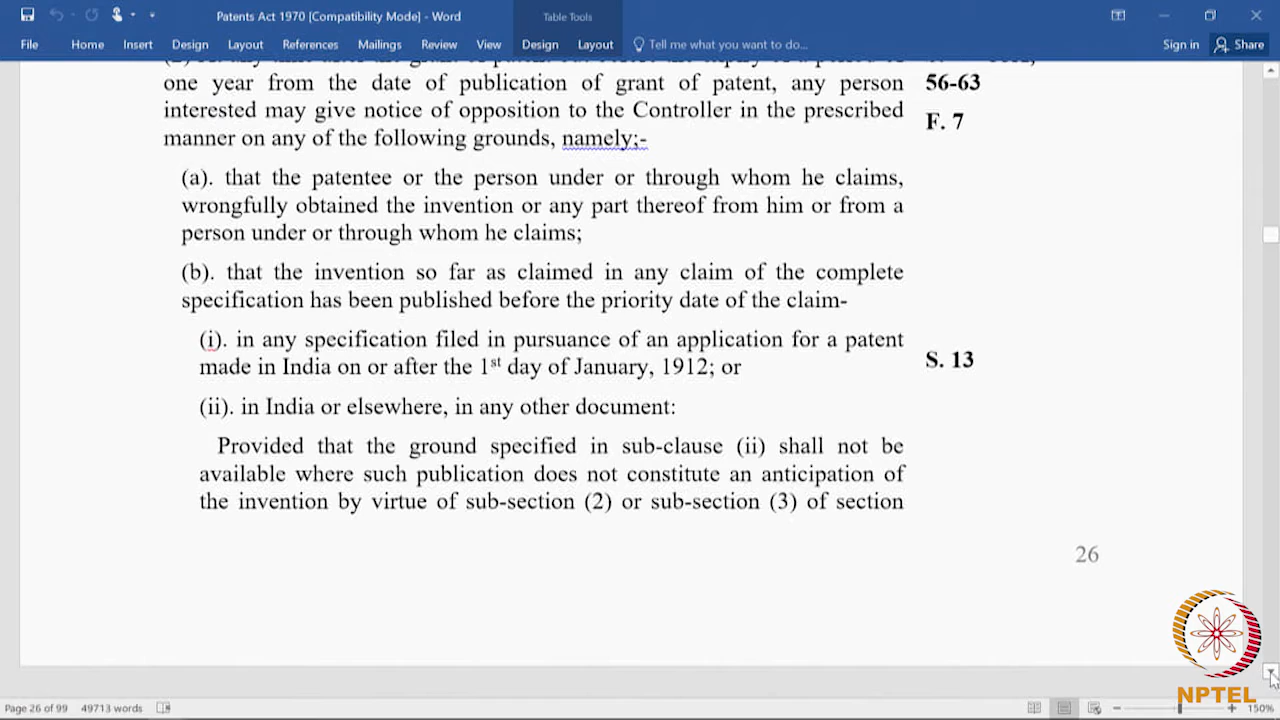 Patents Act 1970 [Compatibility Mode] - Word
Table Tools
File Home Insert Design Layout References Mailings Review View Design Layout Tell me what you want to do... Sign in Share
one year from the date of publication of grant of patent, any person 56-63
interested may give notice of opposition to the Controller in the prescribed
manner on any of the following grounds, namely;-
F. 7
(a). that the patentee or the person under or through whom he claims,
wrongfully obtained the invention or any part thereof from him or from a
person under or through whom he claims;
(b). that the invention so far as claimed in any claim of the complete
specification has been published before the priority date of the claim-
(i). in any specification filed in pursuance of an application for a patent
made in India on or after the 1st day of January, 1912; or
S. 13
(ii). in India or elsewhere, in any other document:
Provided that the ground specified in sub-clause (ii) shall not be
available where such publication does not constitute an anticipation of
the invention by virtue of sub-section (2) or sub-section (3) of section
26
NPTEL
Page 26 of 99 49713 words 150%